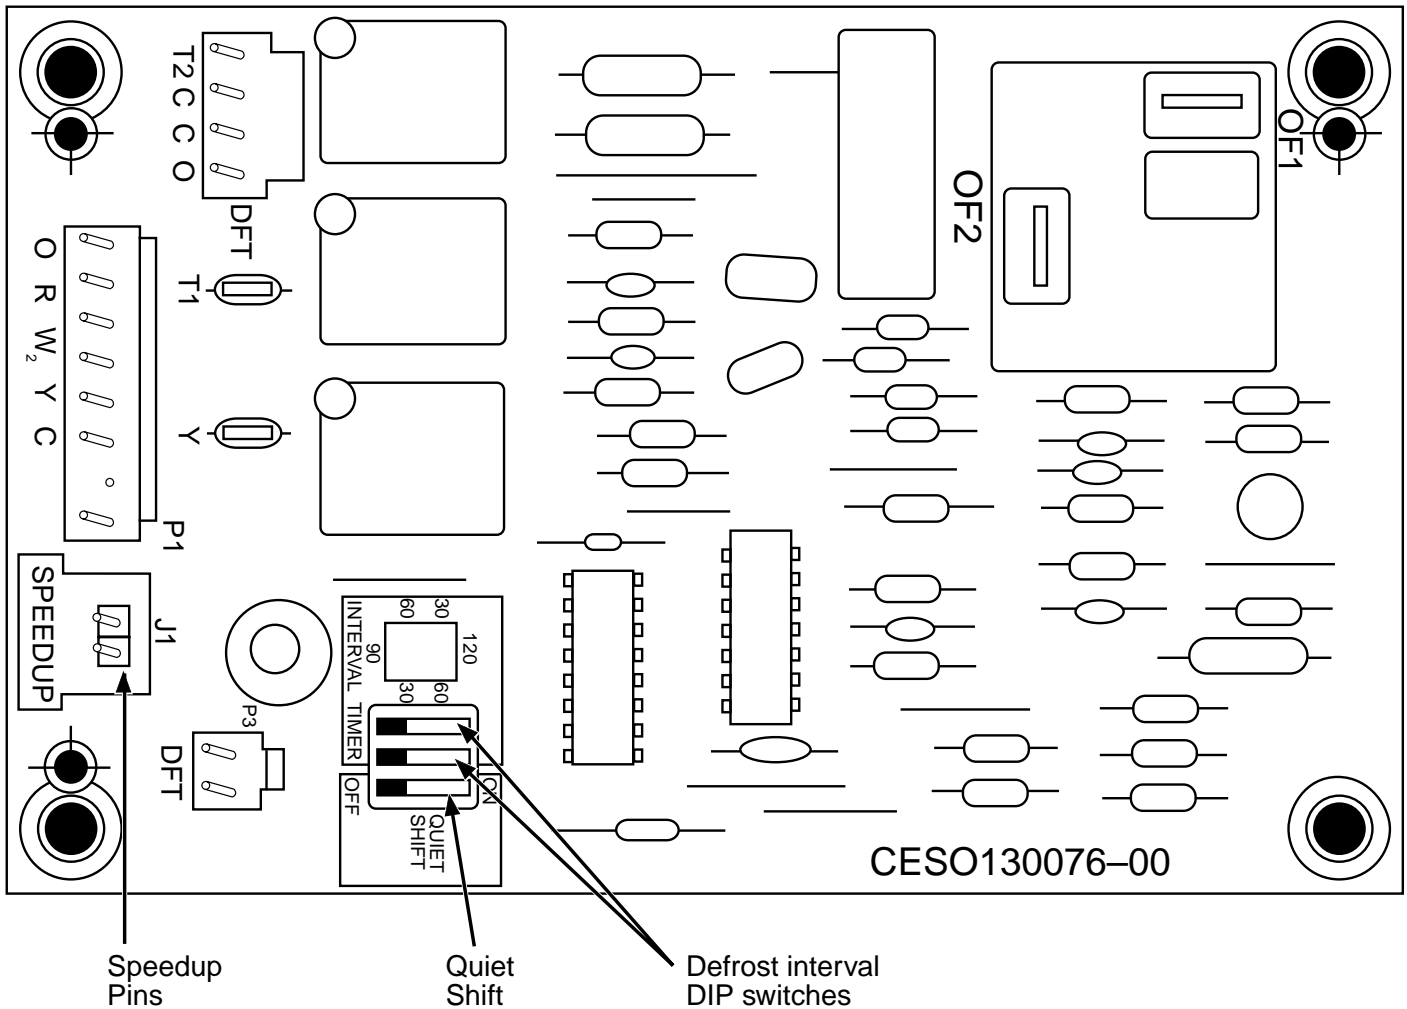 T2 C C O
DFT
T1
Y
O R W2 Y C
P1
OF1
OF2
SPEEDUP
J1
P3
DFT
INTERVAL TIMER
60 30
90 120
30 60
OFF
ON
QUIET
SHIFT
CESO130076–00
Speedup
Pins
Quiet
Shift
Defrost interval
DIP switches